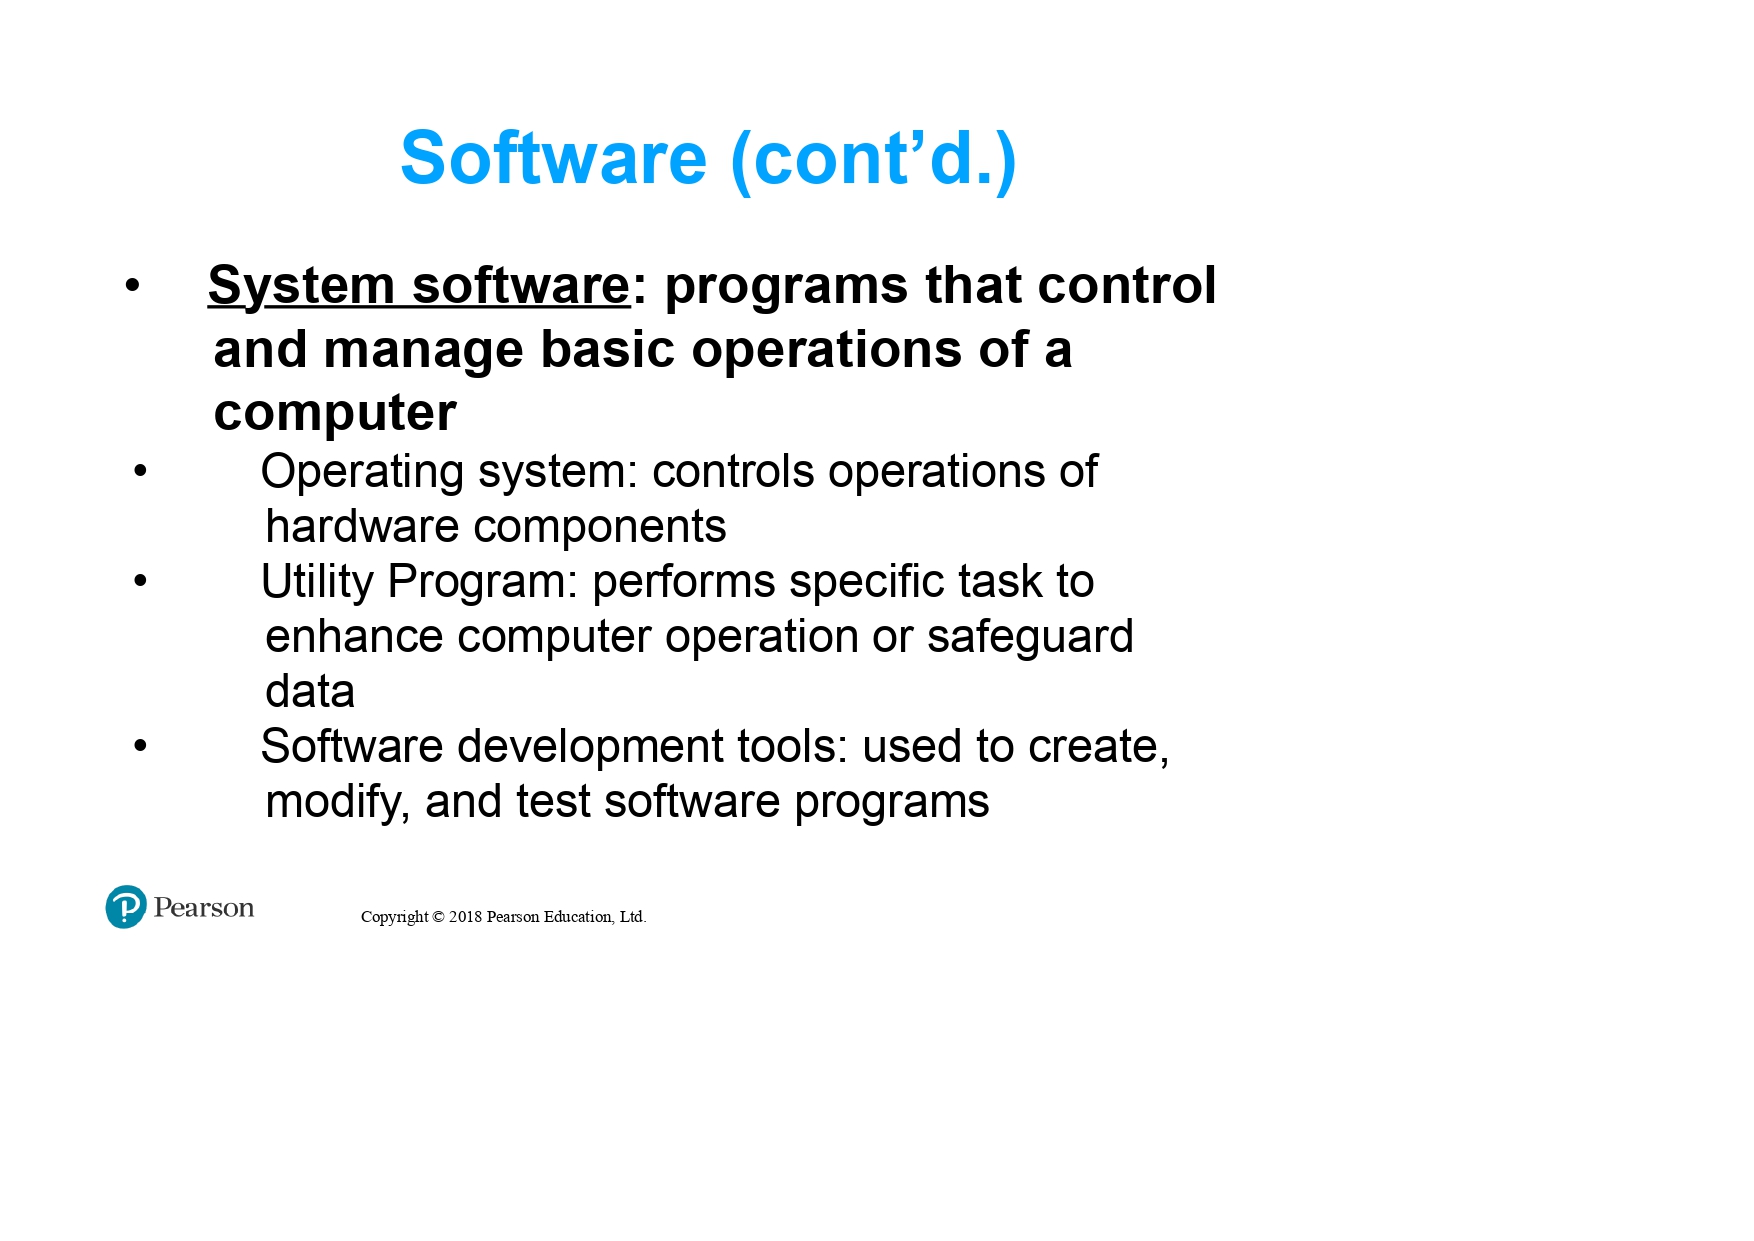 Software (cont’d.)
• System software: programs that control
and manage basic operations of a
computer
• Operating system: controls operations of
hardware components
• Utility Program: performs specific task to
enhance computer operation or safeguard
data
• Software development tools: used to create,
modify, and test software programs
Pearson
Copyright © 2018 Pearson Education, Ltd.